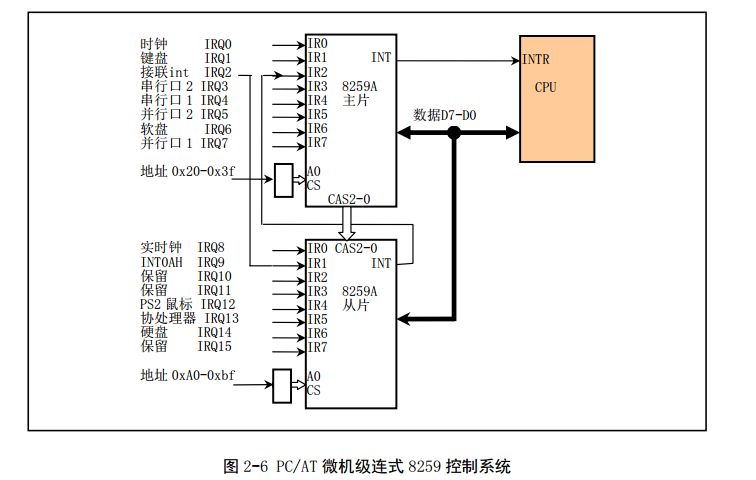 时钟 IRQ0 IR0
键盘 IRQ1 IR1 INT INTR
接联int IRQ2 IR2
串行口 2 IRQ3 IR3 8259A CPU
串行口 1 IRQ4 IR4 主片
并行口 2 IRQ5 IR5 数据D7-D0
软盘 IRQ6 IR6
并行口 1 IRQ7 IR7
地址 0x20-0x3f A0
CS
CAS2-0
实时钟 IRQ8 IR0 CAS2-0
INT0AH IRQ9 IR1 INT
保留 IRQ10 IR2
保留 IRQ11 IR3 8259A
PS2 鼠标 IRQ12 IR4 从片
协处理器 IRQ13 IR5
硬盘 IRQ14 IR6
保留 IRQ15 IR7
地址 0xA0-0xbf A0
CS
图 2-6 PC/AT 微机级连式 8259 控制系统